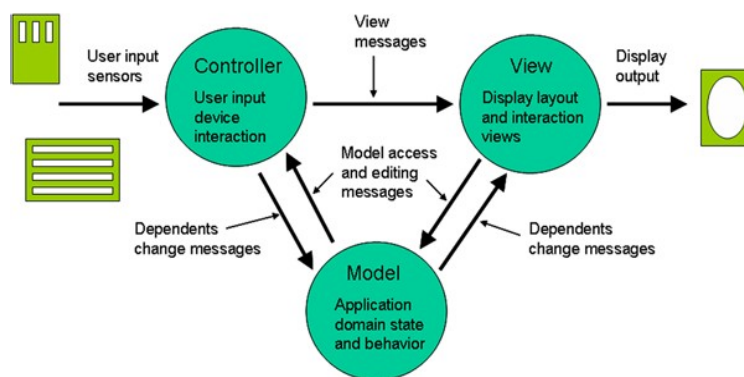 View
messages
User input
sensors
Controller
User input
device
interaction
View
Display layout
and interaction
views
Display
output
Model access
and editing
messages
Dependents
change messages
Dependents
change messages
Model
Application
domain state
and behavior